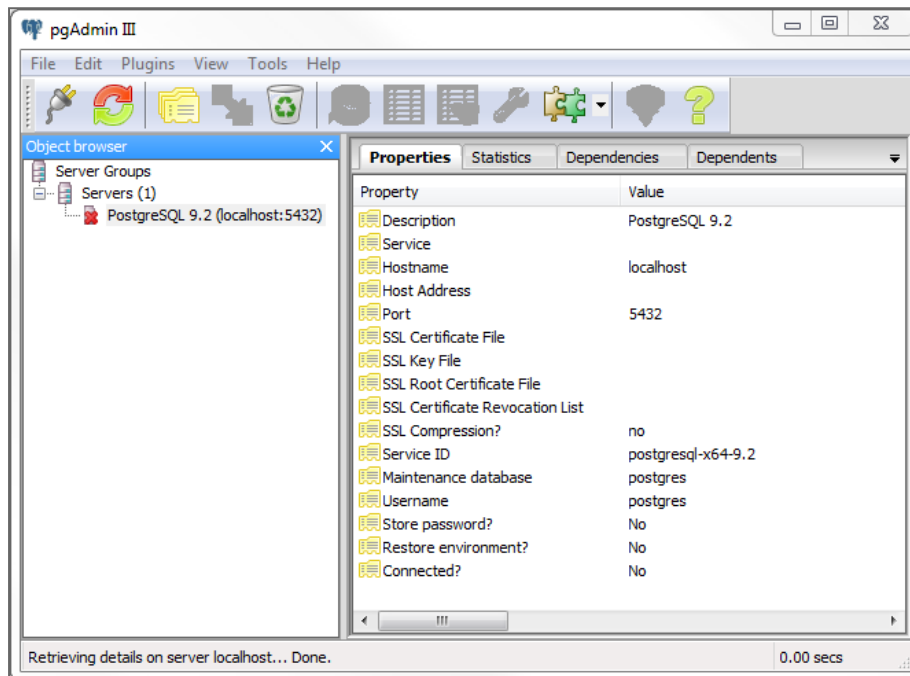 pgAdmin III
File Edit Plugins View Tools Help
Object browser
Server Groups
Servers (1)
PostgreSQL 9.2 (localhost:5432)
Properties Statistics Dependencies Dependents
Property Value
Description PostgreSQL 9.2
Service
Hostname localhost
Host Address
Port 5432
SSL Certificate File
SSL Key File
SSL Root Certificate File
SSL Certificate Revocation List
SSL Compression? no
Service ID postgresql-x64-9.2
Maintenance database postgres
Username postgres
Store password? No
Restore environment? No
Connected? No
Retrieving details on server localhost... Done. 0.00 secs